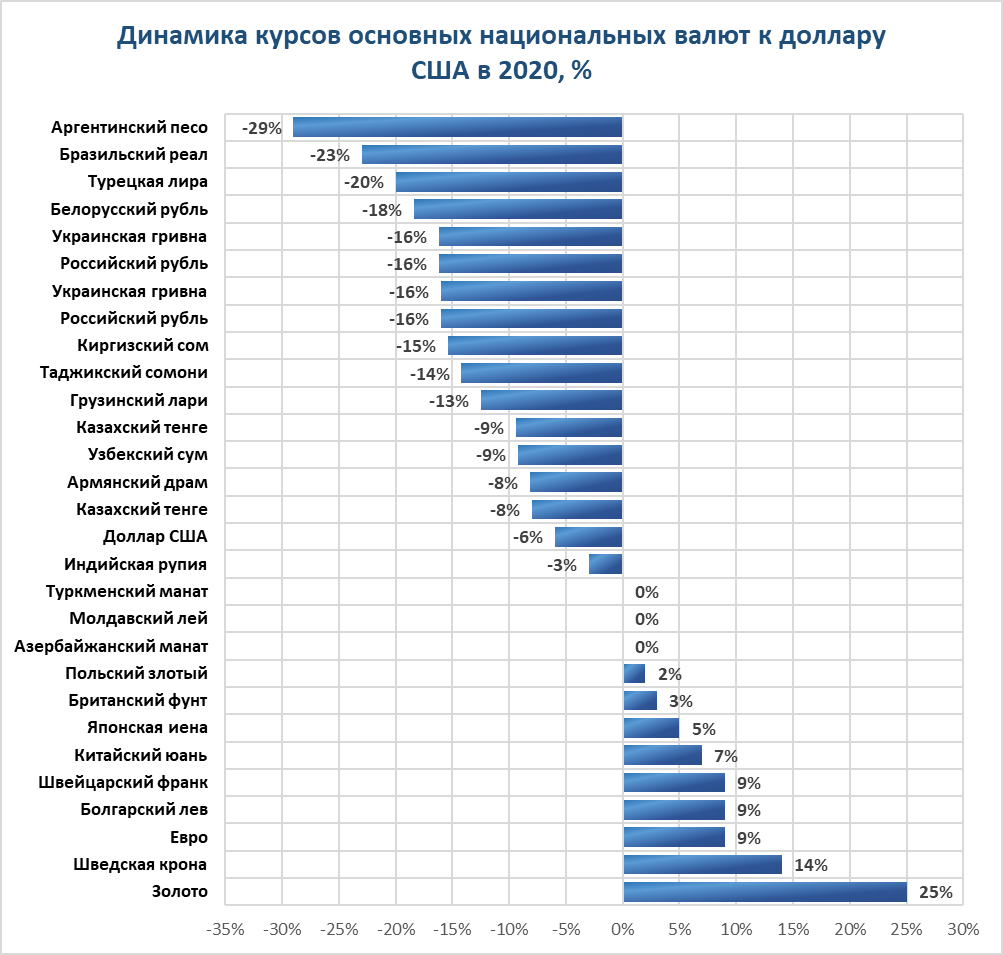 Динамика курсов основных национальных валют к доллару
США в 2020, %
Аргентинский песо -29%
Бразильский реал -23%
Турецкая лира -20%
Белорусский рубль -18%
Украинская гривна -16%
Российский рубль -16%
Украинская гривна -16%
Российский рубль -16%
Киргизский сом -15%
Таджикский сомони -14%
Грузинский лари -13%
Казахский тенге -9%
Узбекский сум -9%
Армянский драм -8%
Казахский тенге -8%
Доллар США -6%
Индийская рупия -3%
Туркменский манат 0%
Молдавский лей 0%
Азербайжанский манат 0%
Польский злотый 2%
Британский фунт 3%
Японская иена 5%
Китайский юань 7%
Швейцарский франк 9%
Болгарский лев 9%
Евро 9%
Шведская крона 14%
Золото 25%
-35% -30% -25% -20% -15% -10% -5% 0% 5% 10% 15% 20% 25% 30%